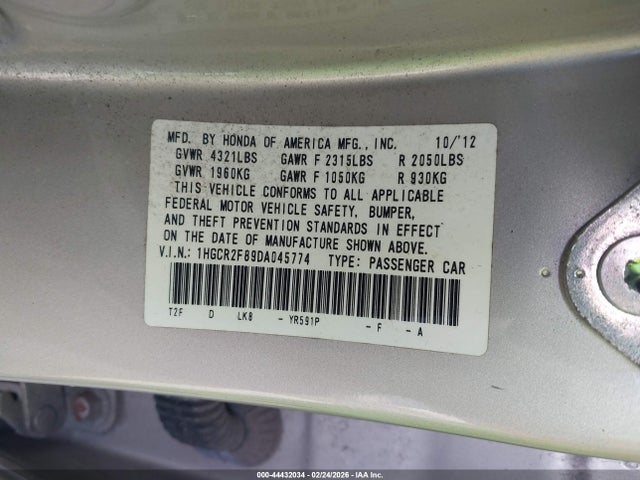 MFD. BY HONDA OF AMERICA MFG., INC. 10/'12
GVWR 4321LBS GAWR F 2315LBS R 2050LBS
GVWR 1960KG GAWR F 1050KG R 930KG
THIS VEHICLE CONFORMS TO ALL APPLICABLE
FEDERAL MOTOR VEHICLE SAFETY, BUMPER,
AND THEFT PREVENTION STANDARDS IN EFFECT
ON THE DATE OF MANUFACTURE SHOWN ABOVE.
V.I.N.: 1HGCR2F89DA045774 TYPE: PASSENGER CAR
T2F D LKB - YR591P - F - A
000-44432034 - 02/24/2026 - IAA Inc.